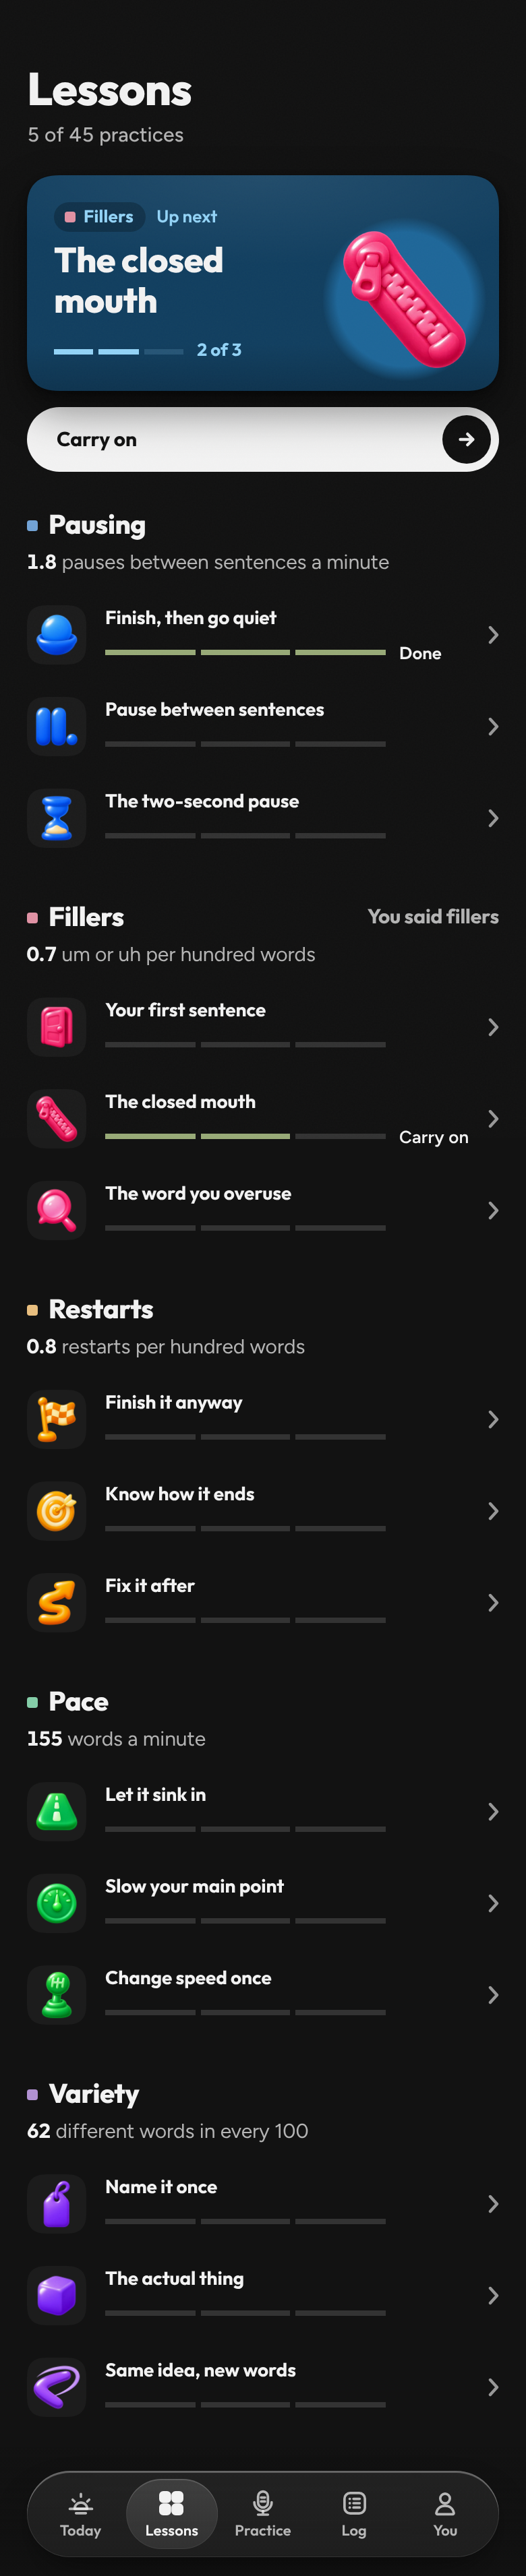 Lessons
5 of 45 practices
Fillers Up next
The closed
mouth
2 of 3
Carry on
Pausing
1.8 pauses between sentences a minute
Finish, then go quiet
Done
Pause between sentences
The two-second pause
Fillers You said fillers
0.7 um or uh per hundred words
Your first sentence
The closed mouth
Carry on
The word you overuse
Restarts
0.8 restarts per hundred words
Finish it anyway
Know how it ends
Fix it after
Pace
155 words a minute
Let it sink in
Slow your main point
Change speed once
Variety
62 different words in every 100
Name it once
The actual thing
Same idea, new words
Today Lessons Practice Log You